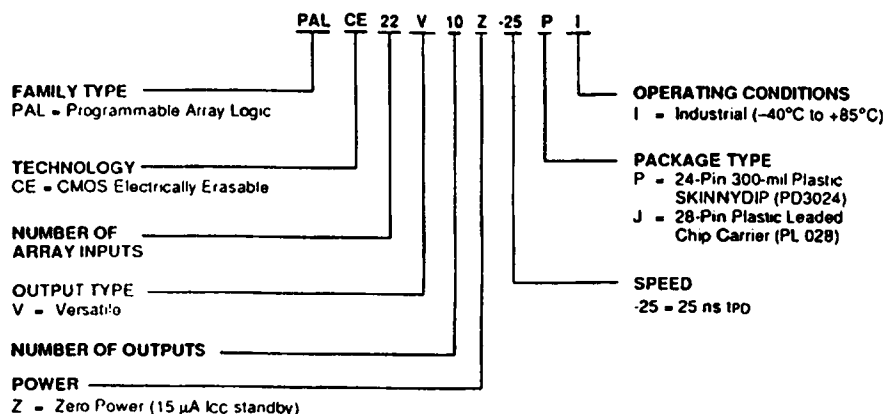 PAL CE 22 V 10 Z -25 P I
FAMILY TYPE
PAL = Programmable Array Logic
TECHNOLOGY
CE = CMOS Electrically Erasable
NUMBER OF
ARRAY INPUTS
OUTPUT TYPE
V = Versatile
NUMBER OF OUTPUTS
POWER
Z = Zero Power (15 µA ICC standby)
OPERATING CONDITIONS
I = Industrial (–40°C to +85°C)
PACKAGE TYPE
P = 24-Pin 300-mil Plastic
SKINNYDIP (PD3024)
J = 28-Pin Plastic Leaded
Chip Carrier (PL 028)
SPEED
-25 = 25 ns tPD